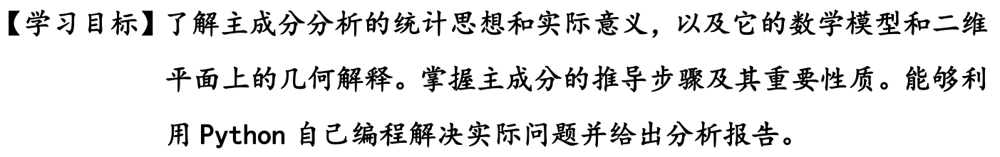 【学习目标】了解主成分分析的统计思想和实际意义，以及它的数学模型和二维
平面上的几何解释。掌握主成分的推导步骤及其重要性质。能够利
用 Python 自己编程解决实际问题并给出分析报告。